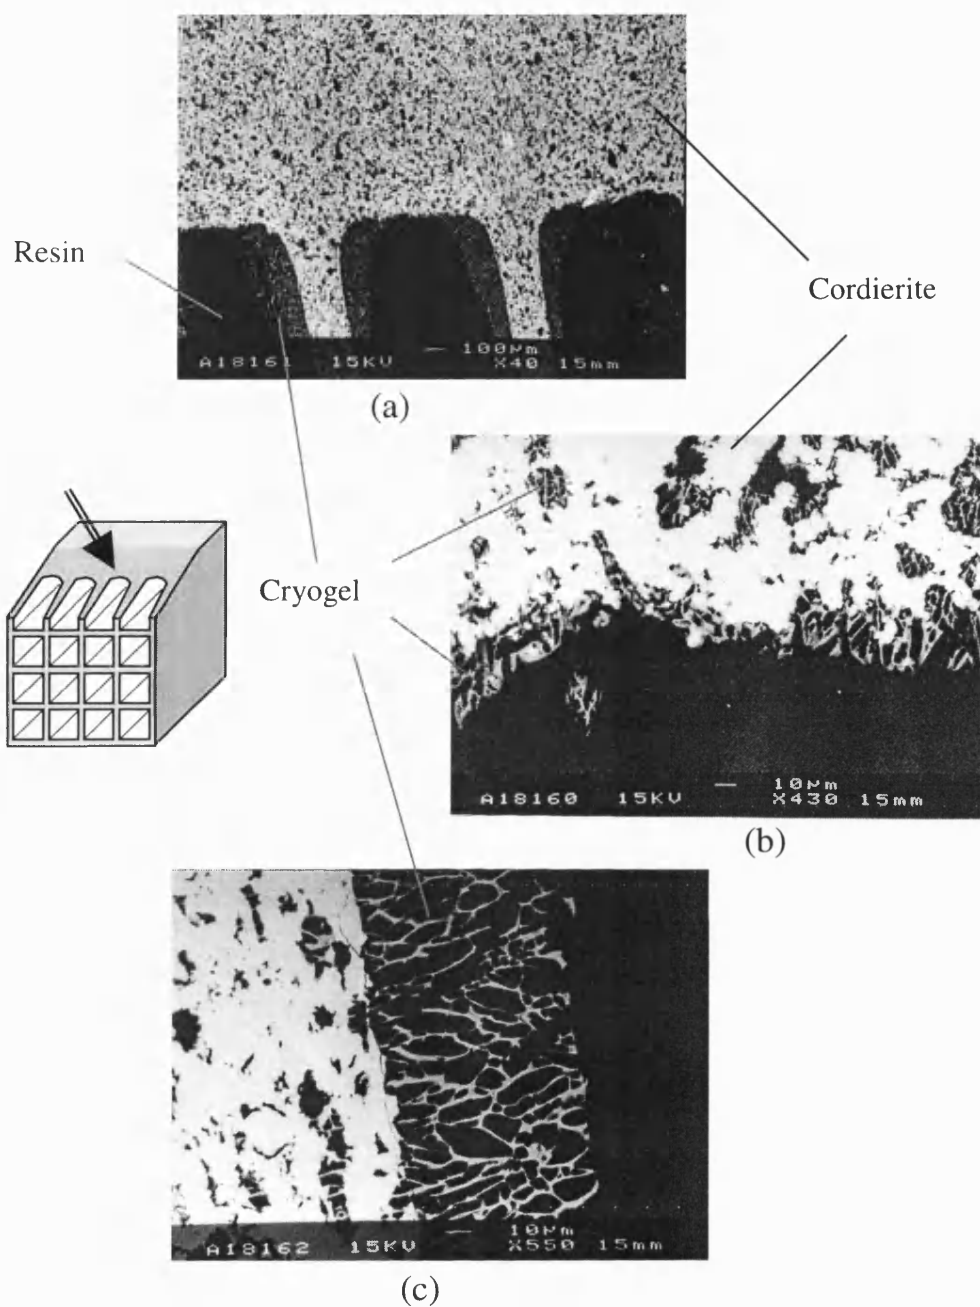 Resin
Cordierite
A18161 15KV 100µm
X40 15mm
(a)
Cryogel
A18160 15KV 10µm
X430 15mm
(b)
A18162 15KV 10µm
X550 15mm
(c)